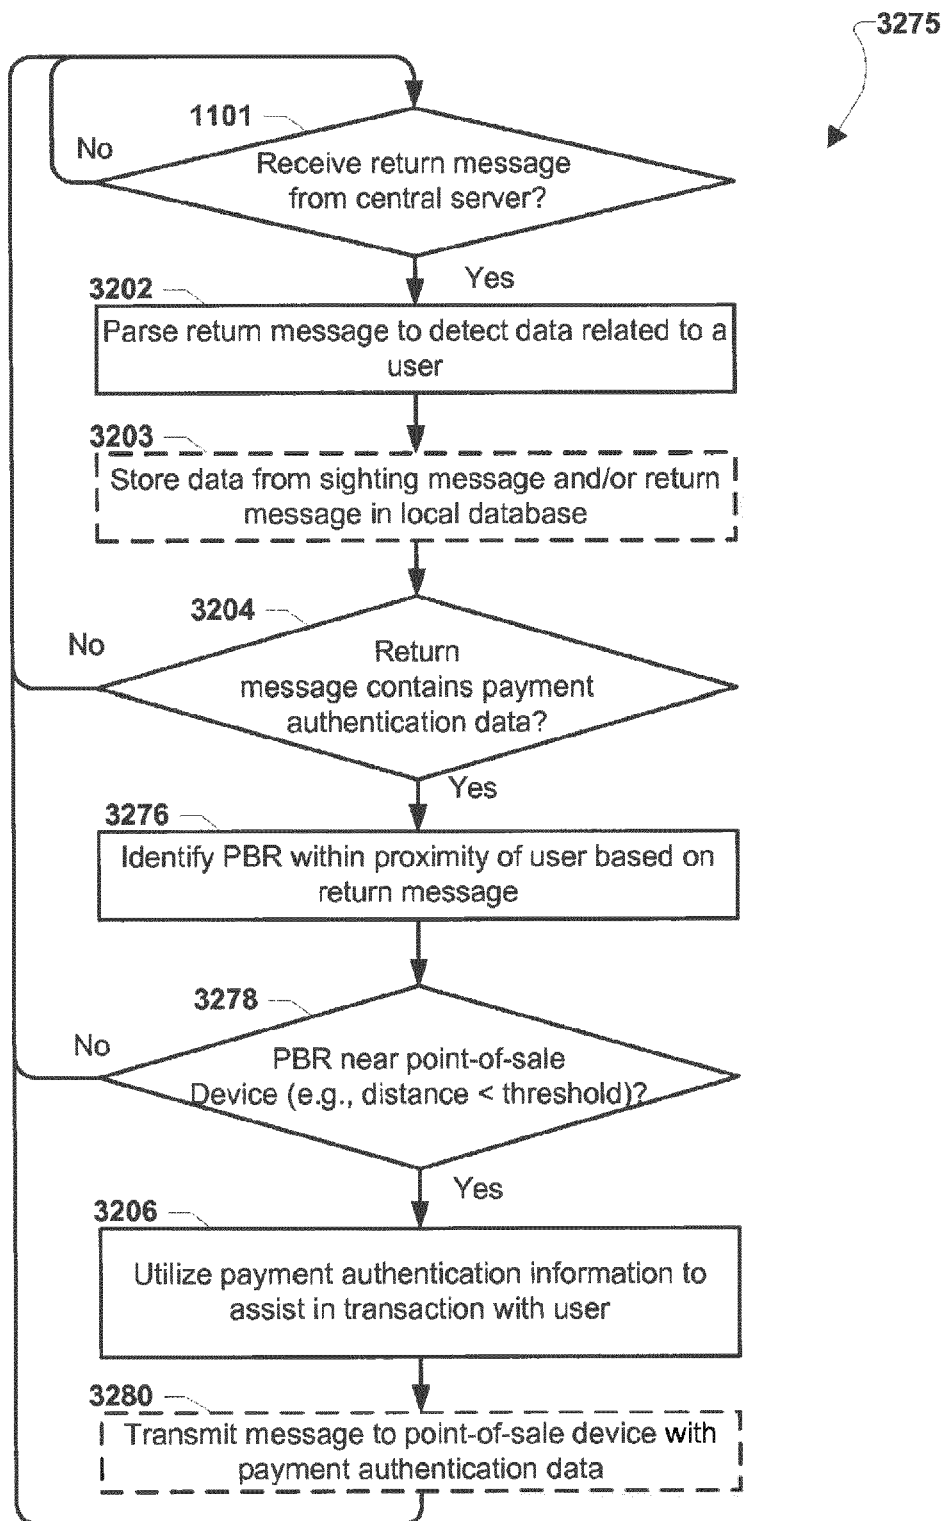 3275
1101
No
Receive return message
from central server?
Yes
3202
Parse return message to detect data related to a
user
3203
Store data from sighting message and/or return
message in local database
3204
No
Return
message contains payment
authentication data?
Yes
3276
Identify PBR within proximity of user based on
return message
3278
No
PBR near point-of-sale
Device (e.g., distance < threshold)?
Yes
3206
Utilize payment authentication information to
assist in transaction with user
3280
Transmit message to point-of-sale device with
payment authentication data